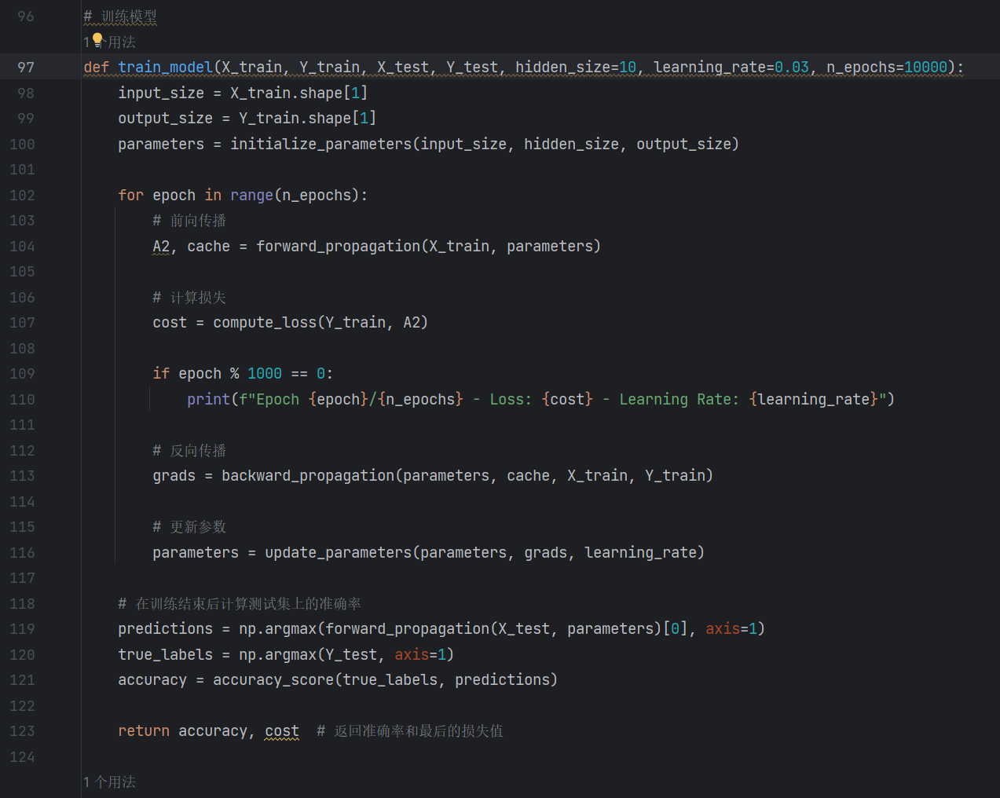 96 # 训练模型
1个用法
97 def train_model(X_train, Y_train, X_test, Y_test, hidden_size=10, learning_rate=0.03, n_epochs=10000):
98 input_size = X_train.shape[1]
99 output_size = Y_train.shape[1]
100 parameters = initialize_parameters(input_size, hidden_size, output_size)
101
102 for epoch in range(n_epochs):
103 # 前向传播
104 A2, cache = forward_propagation(X_train, parameters)
105
106 # 计算损失
107 cost = compute_loss(Y_train, A2)
108
109 if epoch % 1000 == 0:
110 print(f"Epoch {epoch}/{n_epochs} - Loss: {cost} - Learning Rate: {learning_rate}")
111
112 # 反向传播
113 grads = backward_propagation(parameters, cache, X_train, Y_train)
114
115 # 更新参数
116 parameters = update_parameters(parameters, grads, learning_rate)
117
118 # 在训练结束后计算测试集上的准确率
119 predictions = np.argmax(forward_propagation(X_test, parameters)[0], axis=1)
120 true_labels = np.argmax(Y_test, axis=1)
121 accuracy = accuracy_score(true_labels, predictions)
122
123 return accuracy, cost # 返回准确率和最后的损失值
124
1个用法